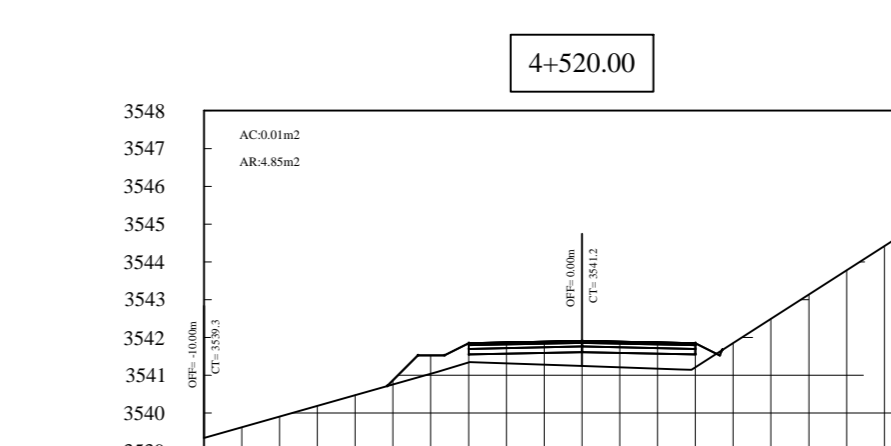 4+520.00
3548
AC:0.01m2
3547
AR:4.85m2
3546
3545
3544
OFF= 0.00m
CT= 3541.2
3543
3542
OFF= -10.00m
CT= 3539.3
3541
3540